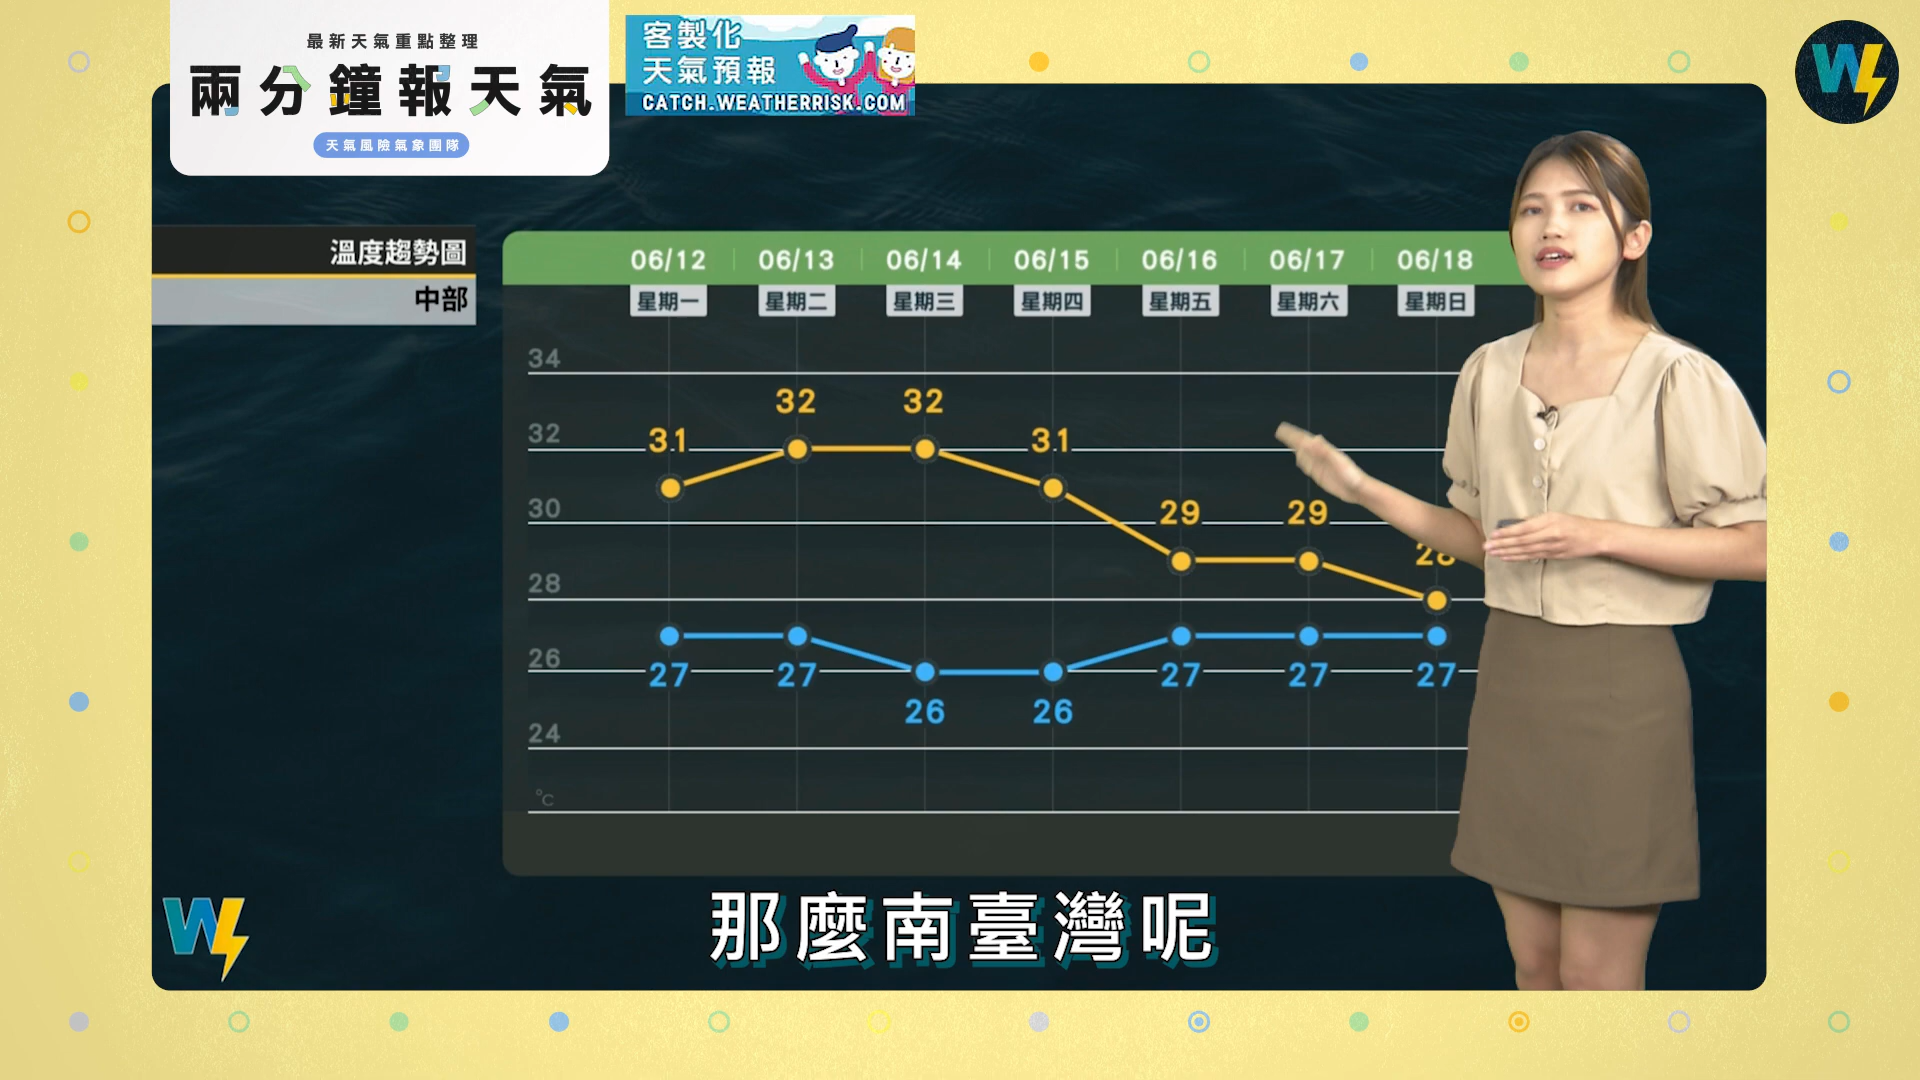 最新天氣重點整理
兩分鐘報天氣
天氣風險氣象團隊
客製化
天氣預報
CATCH.WEATHERRISK.COM
溫度趨勢圖
中部
06/12 06/13 06/14 06/15 06/16 06/17 06/18
星期一 星期二 星期三 星期四 星期五 星期六 星期日
34
32 32
32
31 31
30
29 29
28
28
26
27 27 27 27 27
26 26
24
°C
那麼南臺灣呢